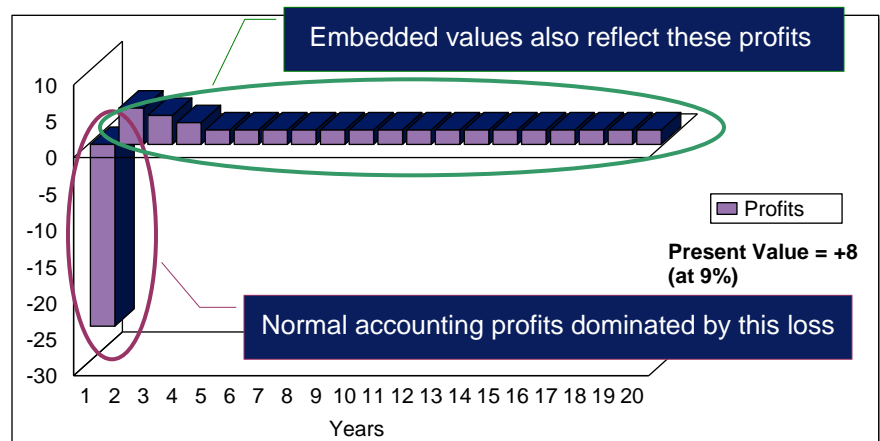 Embedded values also reflect these profits
10
5
0
-5
-10
-15
-20
-25
-30
Profits
Present Value = +8
(at 9%)
Normal accounting profits dominated by this loss
1 2 3 4 5 6 7 8 9 10 11 12 13 14 15 16 17 18 19 20
Years